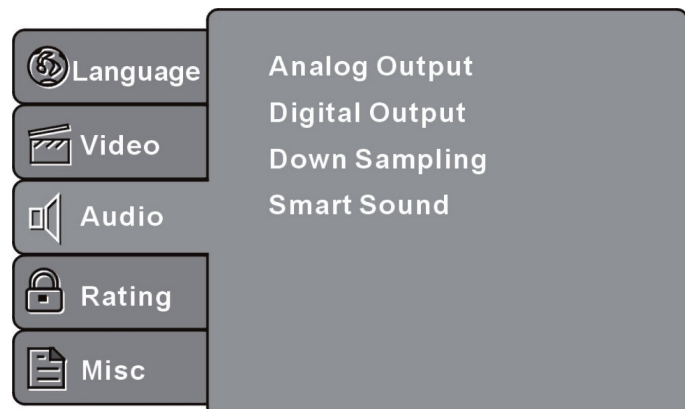 Language
Video
Audio
Rating
Misc
Analog Output
Digital Output
Down Sampling
Smart Sound